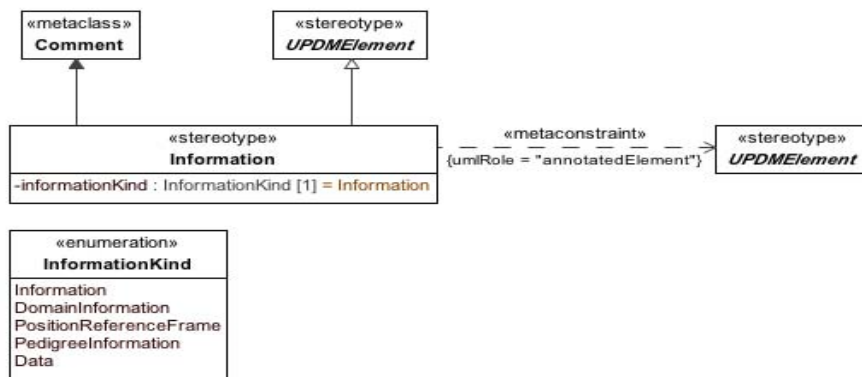 «metaclass»
Comment
«stereotype»
UPDMElement
«stereotype»
Information
-informationKind : InformationKind [1] = Information
«metaconstraint»
{umlRole = "annotatedElement"}
«stereotype»
UPDMElement
«enumeration»
InformationKind
Information
DomainInformation
PositionReferenceFrame
PedigreeInformation
Data